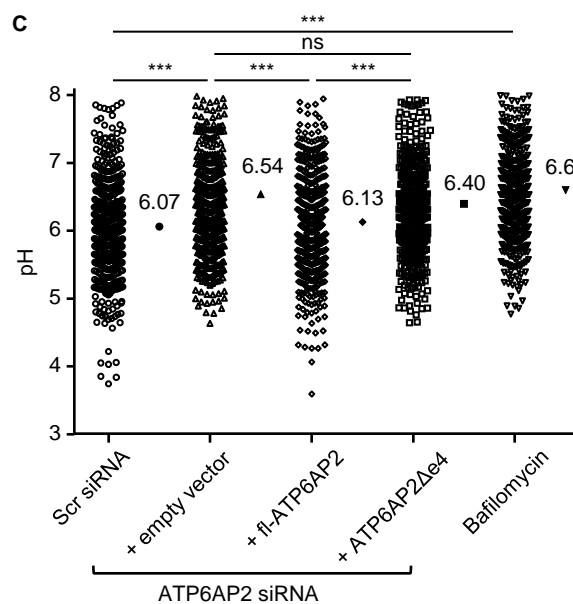 C
***
ns
*** *** ***
8
7
6
5
4
3
pH
6.07
6.54
6.13
6.40
6.6
Scr siRNA
+ empty vector
+ fl-ATP6AP2
+ ATP6AP2Δe4
Bafilomycin
ATP6AP2 siRNA